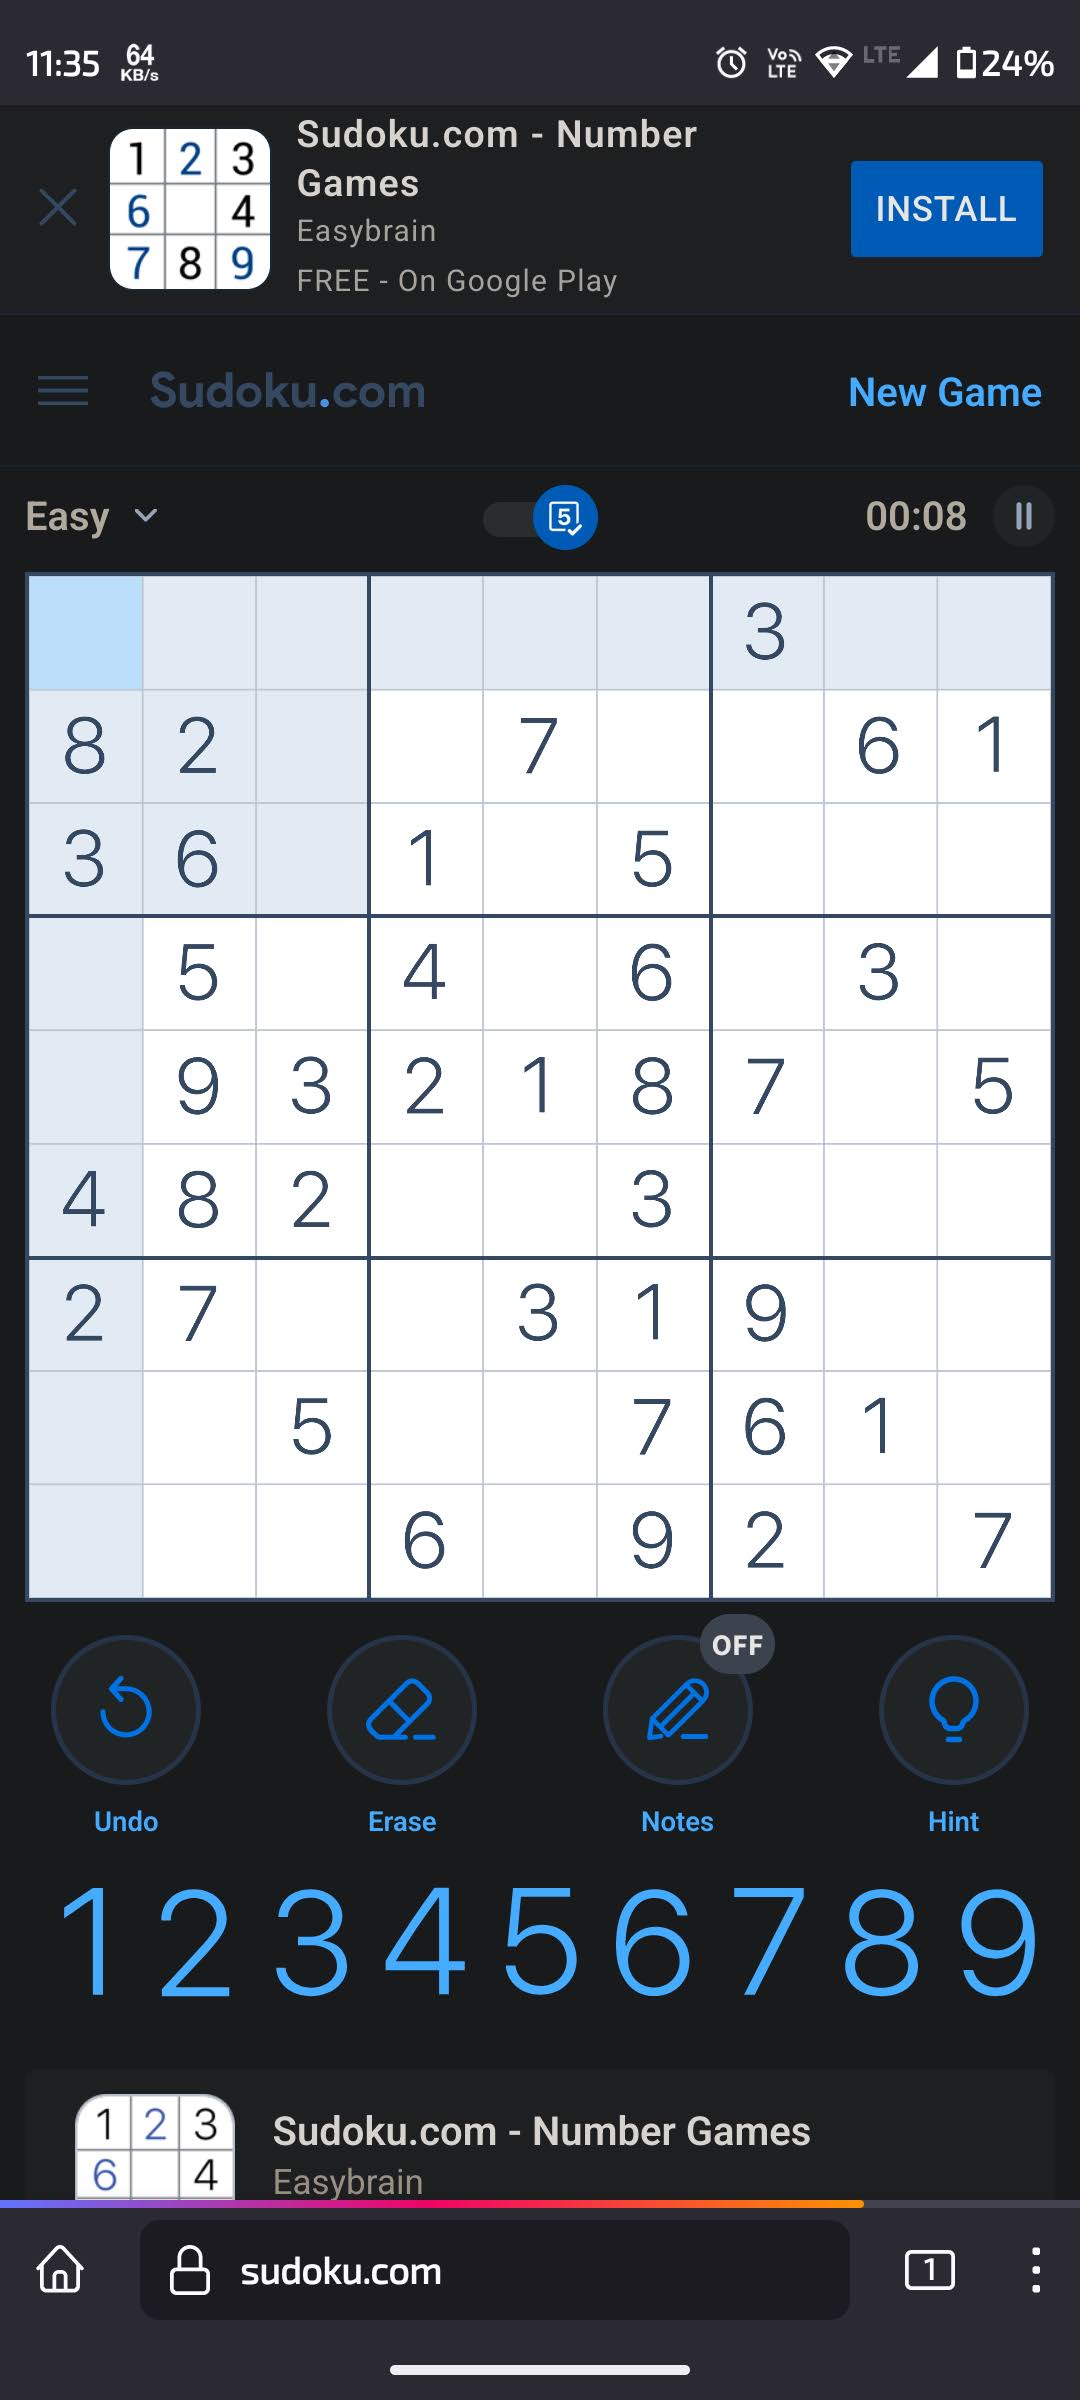 11:35 64 KB/s Vo LTE LTE 24%
1 2 3
6 4
7 8 9
Sudoku.com - Number
Games
Easybrain
FREE - On Google Play
INSTALL
Sudoku.com New Game
Easy 5 00:08
3
8 2 7 6 1
3 6 1 5
5 4 6 3
9 3 2 1 8 7 5
4 8 2 3
2 7 3 1 9
5 7 6 1
6 9 2 7
OFF
Undo Erase Notes Hint
1 2 3 4 5 6 7 8 9
1 2 3
6 4
Sudoku.com - Number Games
Easybrain
sudoku.com 1